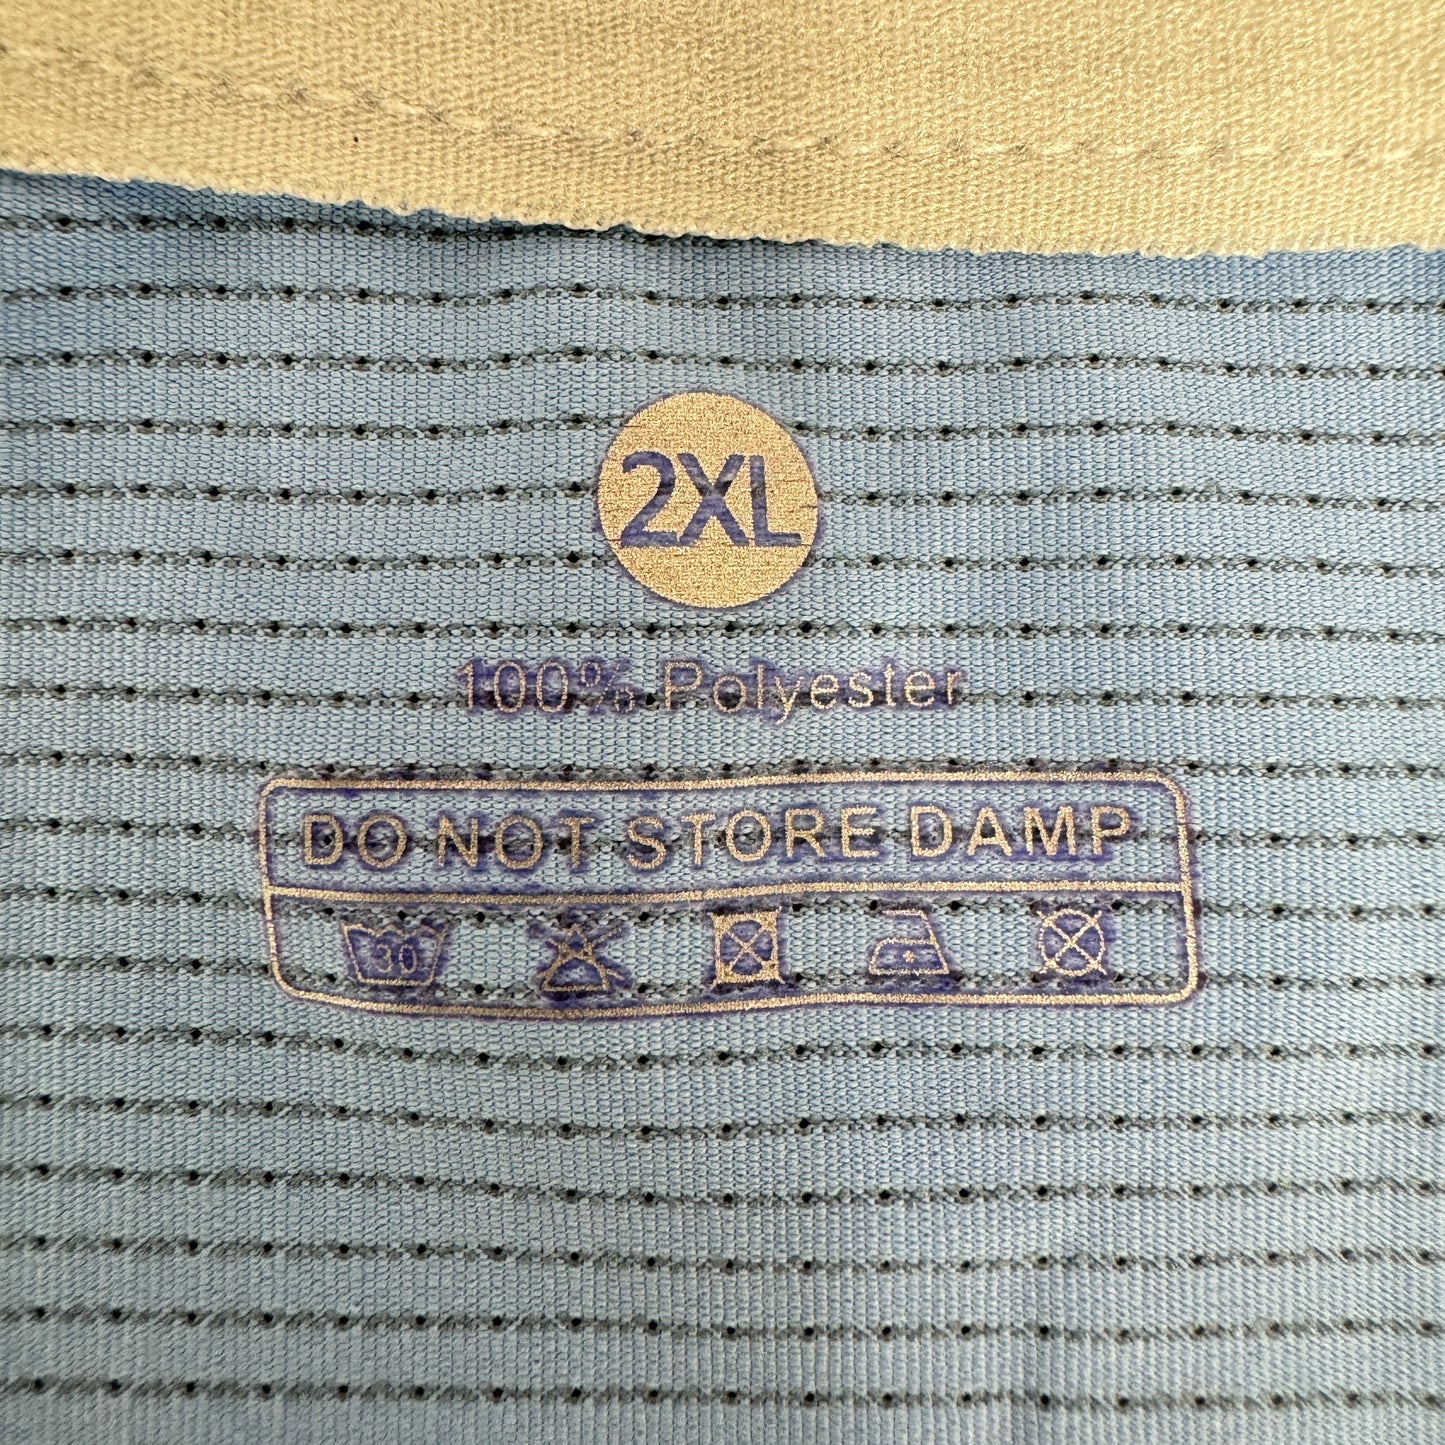 2XL
100% Polyester
DO NOT STORE DAMP
30